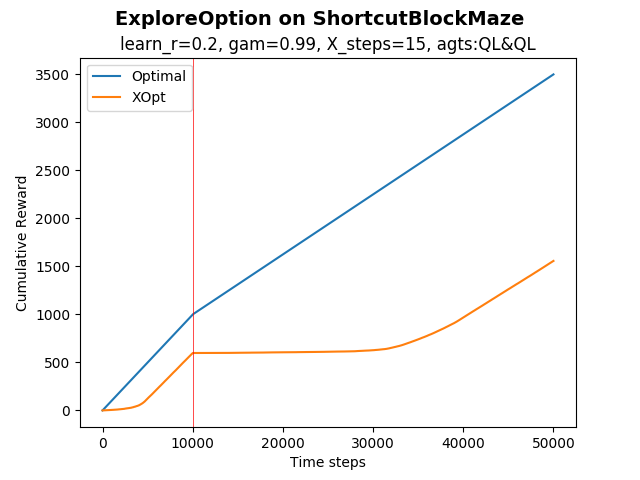 ExploreOption on ShortcutBlockMaze
learn_r=0.2, gam=0.99, X_steps=15, agts:QL&QL
Optimal
XOpt
Cumulative Reward
3500
3000
2500
2000
1500
1000
500
0
0 10000 20000 30000 40000 50000
Time steps